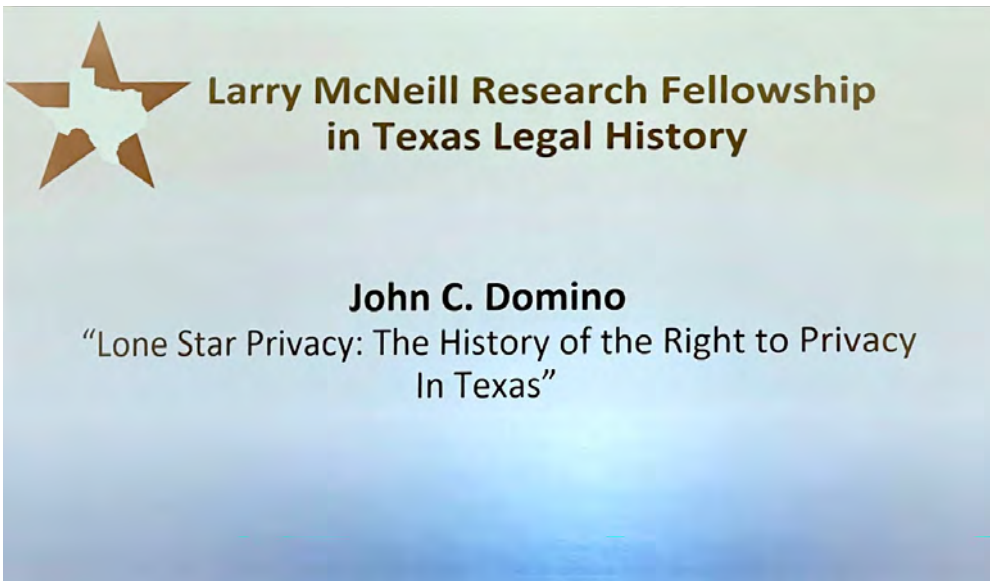 Larry McNeill Research Fellowship
in Texas Legal History
John C. Domino
“Lone Star Privacy: The History of the Right to Privacy
In Texas”